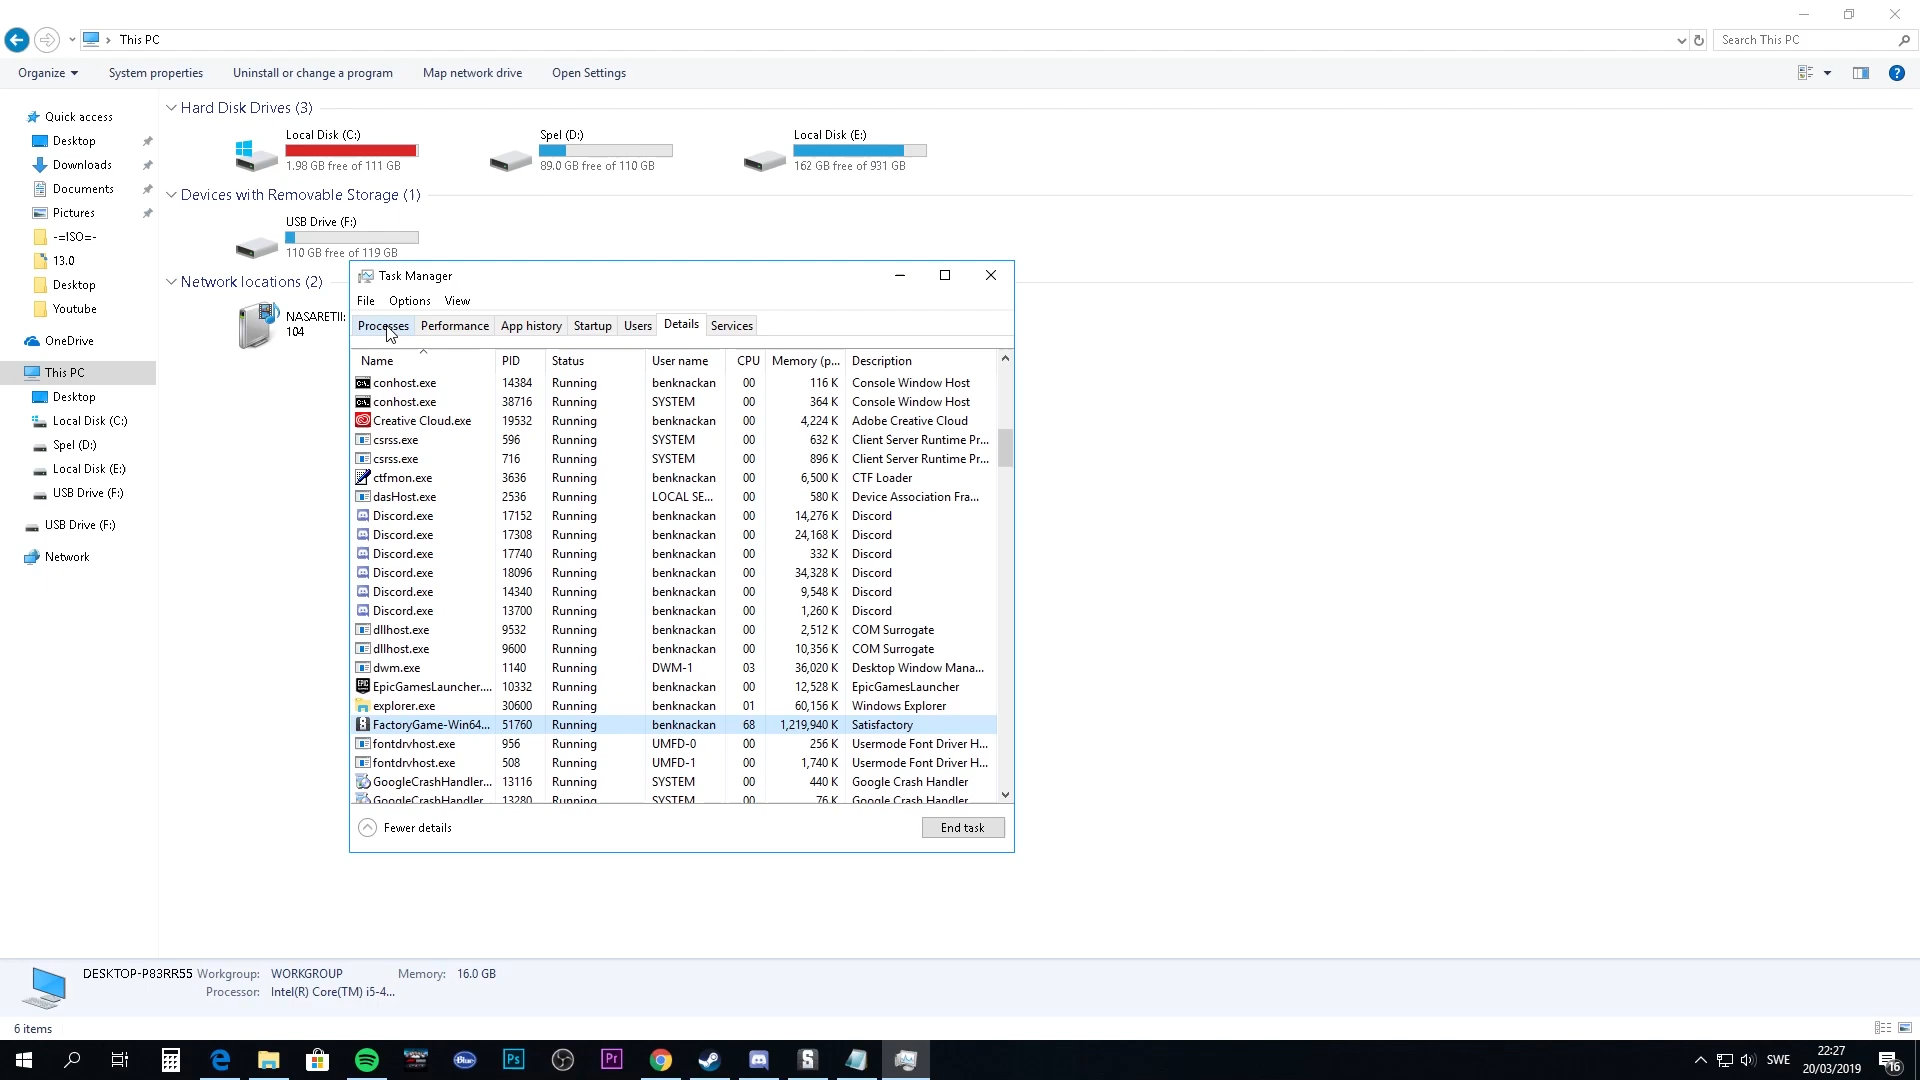 This PC
Search This PC
Organize
System properties
Uninstall or change a program
Map network drive
Open Settings
Quick access
Desktop
Downloads
Documents
Pictures
-=ISO=-
13.0
Desktop
Youtube
OneDrive
This PC
Desktop
Local Disk (C:)
Spel (D:)
Local Disk (E:)
USB Drive (F:)
USB Drive (F:)
Network
Hard Disk Drives (3)
Local Disk (C:)
1.98 GB free of 111 GB
Spel (D:)
89.0 GB free of 110 GB
Local Disk (E:)
162 GB free of 931 GB
Devices with Removable Storage (1)
USB Drive (F:)
110 GB free of 119 GB
Network locations (2)
NASARETII:
104
Task Manager
File Options View
Processes Performance App history Startup Users Details Services
Name PID Status User name CPU Memory (p... Description
conhost.exe 14384 Running benknackan 00 116 K Console Window Host
conhost.exe 38716 Running SYSTEM 00 364 K Console Window Host
Creative Cloud.exe 19532 Running benknackan 00 4,224 K Adobe Creative Cloud
csrss.exe 596 Running SYSTEM 00 632 K Client Server Runtime Pr...
csrss.exe 716 Running SYSTEM 00 896 K Client Server Runtime Pr...
ctfmon.exe 3636 Running benknackan 00 6,500 K CTF Loader
dasHost.exe 2536 Running LOCAL SE... 00 580 K Device Association Fra...
Discord.exe 17152 Running benknackan 00 14,276 K Discord
Discord.exe 17308 Running benknackan 00 24,168 K Discord
Discord.exe 17740 Running benknackan 00 332 K Discord
Discord.exe 18096 Running benknackan 00 34,328 K Discord
Discord.exe 14340 Running benknackan 00 9,548 K Discord
Discord.exe 13700 Running benknackan 00 1,260 K Discord
dllhost.exe 9532 Running benknackan 00 2,512 K COM Surrogate
dllhost.exe 9600 Running benknackan 00 10,356 K COM Surrogate
dwm.exe 1140 Running DWM-1 03 36,020 K Desktop Window Mana...
EpicGamesLauncher.... 10332 Running benknackan 00 12,528 K EpicGamesLauncher
explorer.exe 30600 Running benknackan 01 60,156 K Windows Explorer
FactoryGame-Win64... 51760 Running benknackan 68 1,219,940 K Satisfactory
fontdrvhost.exe 956 Running UMFD-0 00 256 K Usermode Font Driver H...
fontdrvhost.exe 508 Running UMFD-1 00 1,740 K Usermode Font Driver H...
GoogleCrashHandler... 13116 Running SYSTEM 00 440 K Google Crash Handler
GoogleCrashHandler 13280 Running SYSTEM 00 76 K Google Crash Handler
Fewer details
End task
DESKTOP-P83RR55 Workgroup: WORKGROUP Memory: 16.0 GB
Processor: Intel(R) Core(TM) i5-4...
6 items
Blue
Ps
Pr
SWE
22:27
20/03/2019
16